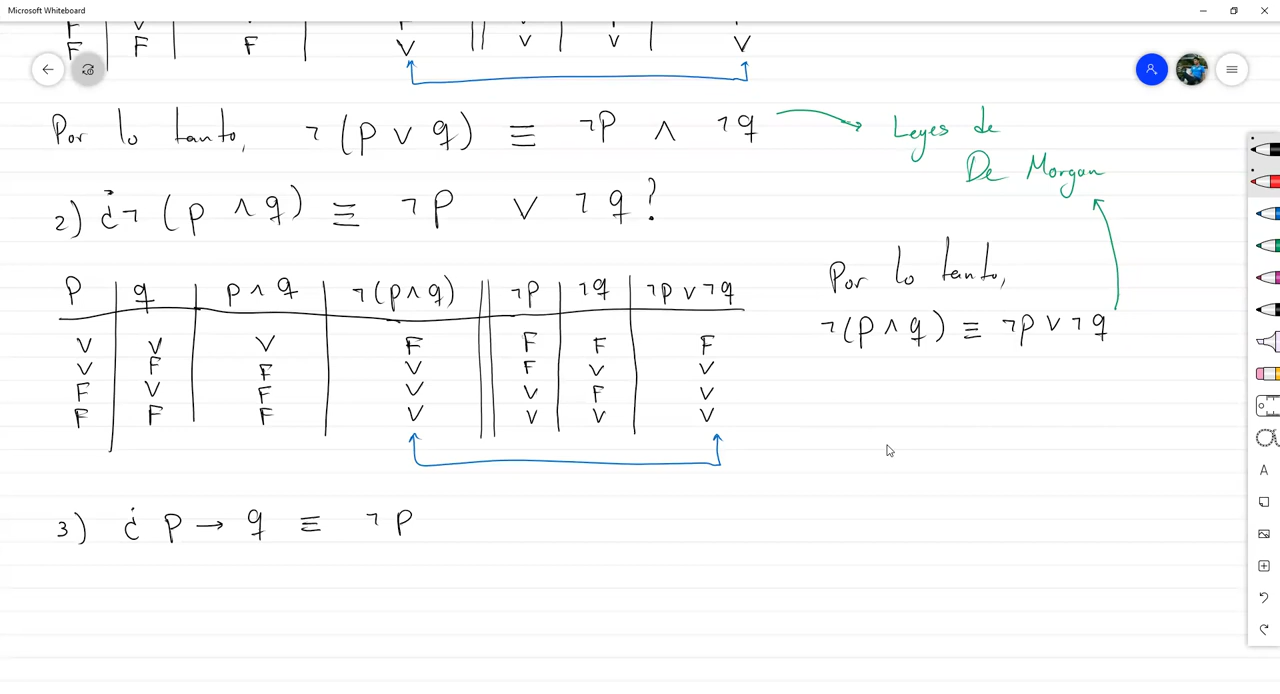 Microsoft Whiteboard
F F F V V V V
Por lo tanto, ¬(p ∨ q) ≡ ¬p ∧ ¬q
Leyes de
De Morgan
2) ¿¬(p ∧ q) ≡ ¬p ∨ ¬q?
p q p ∧ q ¬(p ∧ q) ¬p ¬q ¬p ∨ ¬q
V V V F F F F
V F F V F V V
F V F V V F V
F F F V V V V
Por lo tanto,
¬(p ∧ q) ≡ ¬p ∨ ¬q
3) ¿ p → q ≡ ¬p
A